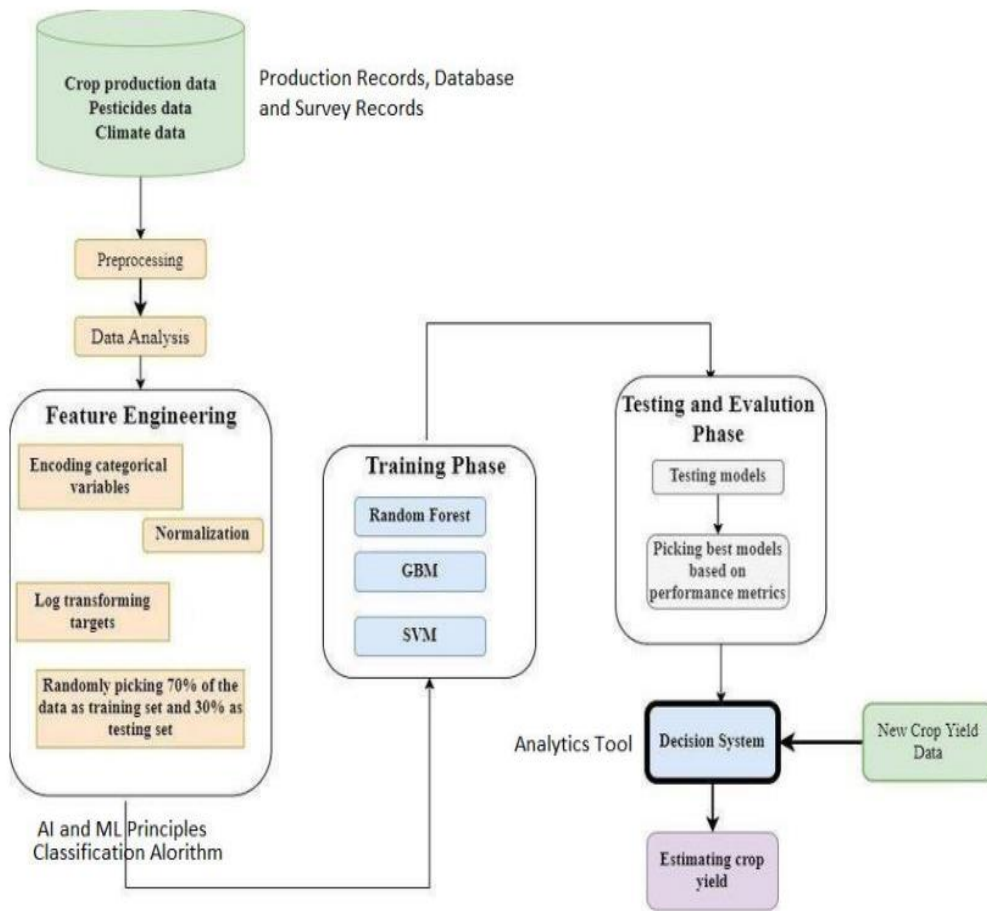 Crop production data
Pesticides data
Climate data
Production Records, Database
and Survey Records
Preprocessing
Data Analysis
Feature Engineering
Encoding categorical
variables
Normalization
Log transforming
targets
Randomly picking 70% of the
data as training set and 30% as
testing set
AI and ML Principles
Classification Alorithm
Training Phase
Random Forest
GBM
SVM
Testing and Evalution
Phase
Testing models
Picking best models
based on
performance metrics
Analytics Tool
Decision System
New Crop Yield
Data
Estimating crop
yield